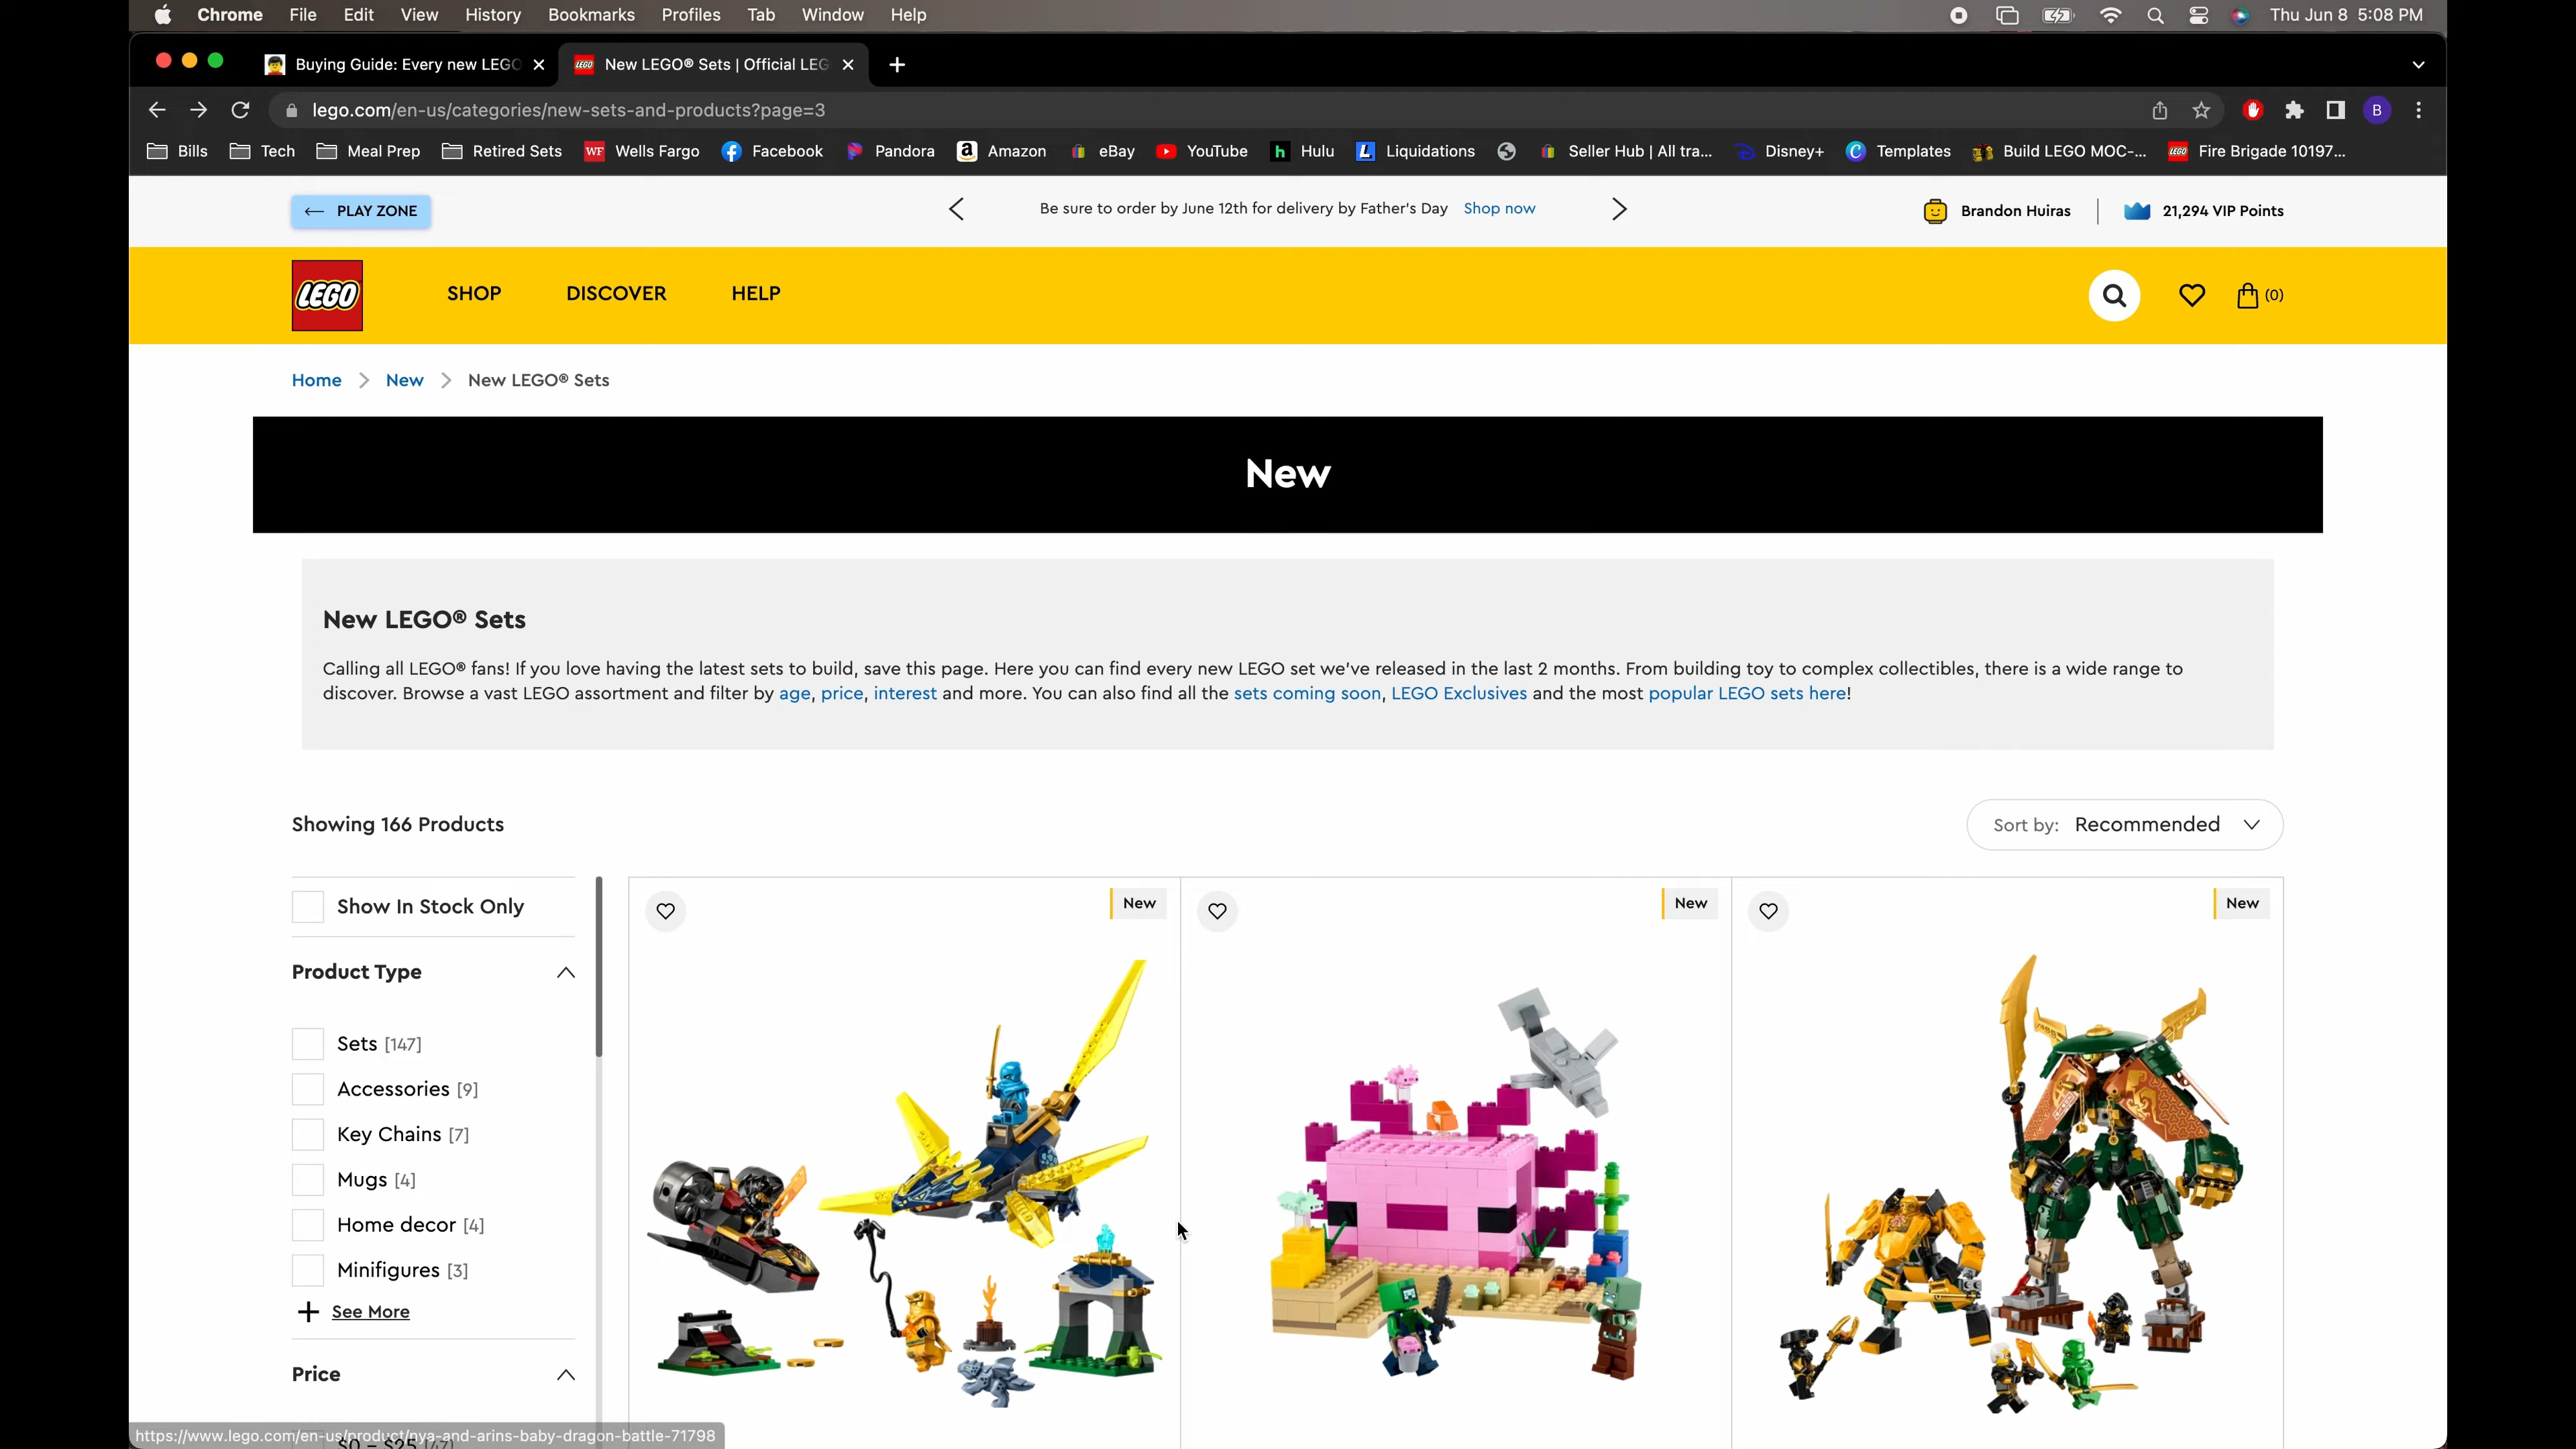 Chrome File Edit View History Bookmarks Profiles Tab Window Help Thu Jun 8 5:08 PM
Buying Guide: Every new LEGO New LEGO® Sets | Official LEG
lego.com/en-us/categories/new-sets-and-products?page=3 B
Bills Tech Meal Prep Retired Sets WF Wells Fargo Facebook Pandora Amazon eBay YouTube Hulu Liquidations Seller Hub | All tra... Disney+ Templates Build LEGO MOC-... Fire Brigade 10197...
PLAY ZONE Be sure to order by June 12th for delivery by Father's Day Shop now Brandon Huiras 21,294 VIP Points
LEGO SHOP DISCOVER HELP (0)
Home > New > New LEGO® Sets
New
New LEGO® Sets
Calling all LEGO® fans! If you love having the latest sets to build, save this page. Here you can find every new LEGO set we've released in the last 2 months. From building toy to complex collectibles, there is a wide range to
discover. Browse a vast LEGO assortment and filter by age, price, interest and more. You can also find all the sets coming soon, LEGO Exclusives and the most popular LEGO sets here!
Showing 166 Products Sort by: Recommended
Show In Stock Only
New New New
Product Type
Sets [147]
Accessories [9]
Key Chains [7]
Mugs [4]
Home decor [4]
Minifigures [3]
+ See More
Price
$0 - $25 [47]
https://www.lego.com/en-us/product/nya-and-arins-baby-dragon-battle-71798